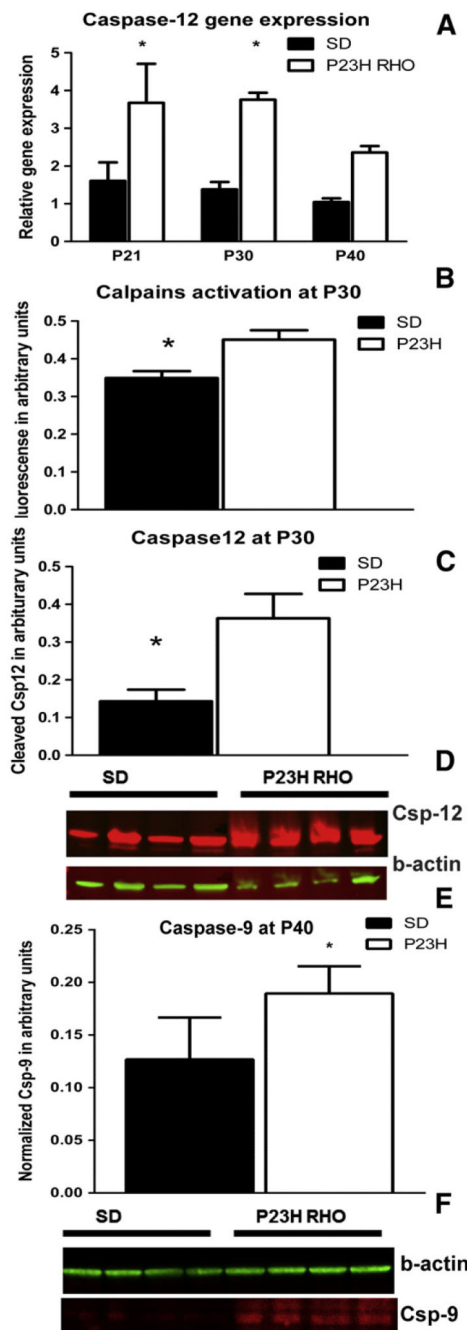 Caspase-12 gene expression
A
SD
P23H RHO
Relative gene expression
6
4
2
1
0
*
*
P21
P30
P40
B
Calpains activation at P30
SD
P23H
luorescense in arbitrary units
0.5
0.4
0.3
0.2
0.1
0.0
*
Caspase12 at P30
C
SD
P23H
Cleaved Csp12 in arbiturary units
0.5
0.4
0.3
0.2
0.1
0.0
*
D
SD
P23H RHO
Csp-12
b-actin
E
Caspase-9 at P40
SD
P23H
Normalized Csp-9 in arbitrary units
0.25
0.20
0.15
0.10
0.05
0.00
*
F
SD
P23H RHO
b-actin
Csp-9